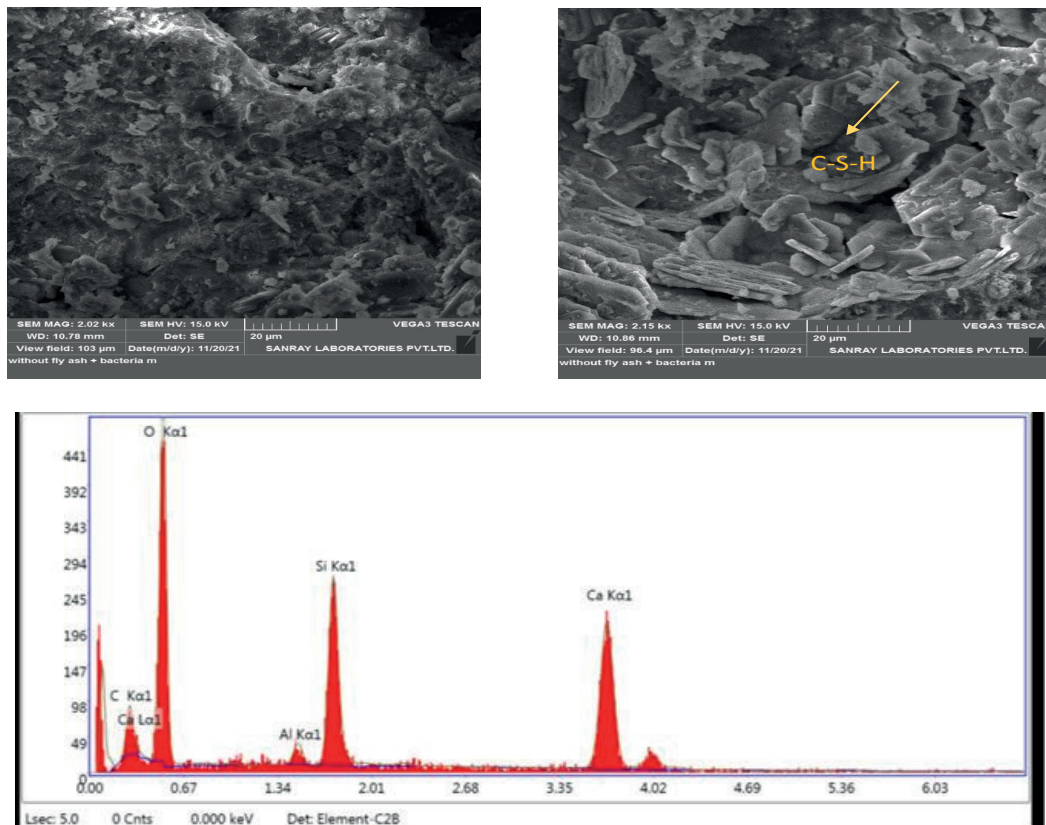 SEM MAG: 2.02 kx SEM HV: 15.0 kV VEGA3 TESCAN
WD: 10.78 mm Det: SE 20 μm
View field: 103 μm Date(m/d/y): 11/20/21 SANRAY LABORATORIES PVT.LTD.
without fly ash + bacteria m
C-S-H
SEM MAG: 2.15 kx SEM HV: 15.0 kV VEGA3 TESCA
WD: 10.86 mm Det: SE 20 μm
View field: 96.4 μm Date(m/d/y): 11/20/21 SANRAY LABORATORIES PVT.LTD.
without fly ash + bacteria m
O Kα1
441
392
343
294
245
196
147
98
49
0
Si Kα1
Ca Kα1
C Kα1
Ca Lα1
Al Kα1
0.00 0.67 1.34 2.01 2.68 3.35 4.02 4.69 5.36 6.03
Lsec: 5.0 0 Cnts 0.000 keV Det: Element-C2B